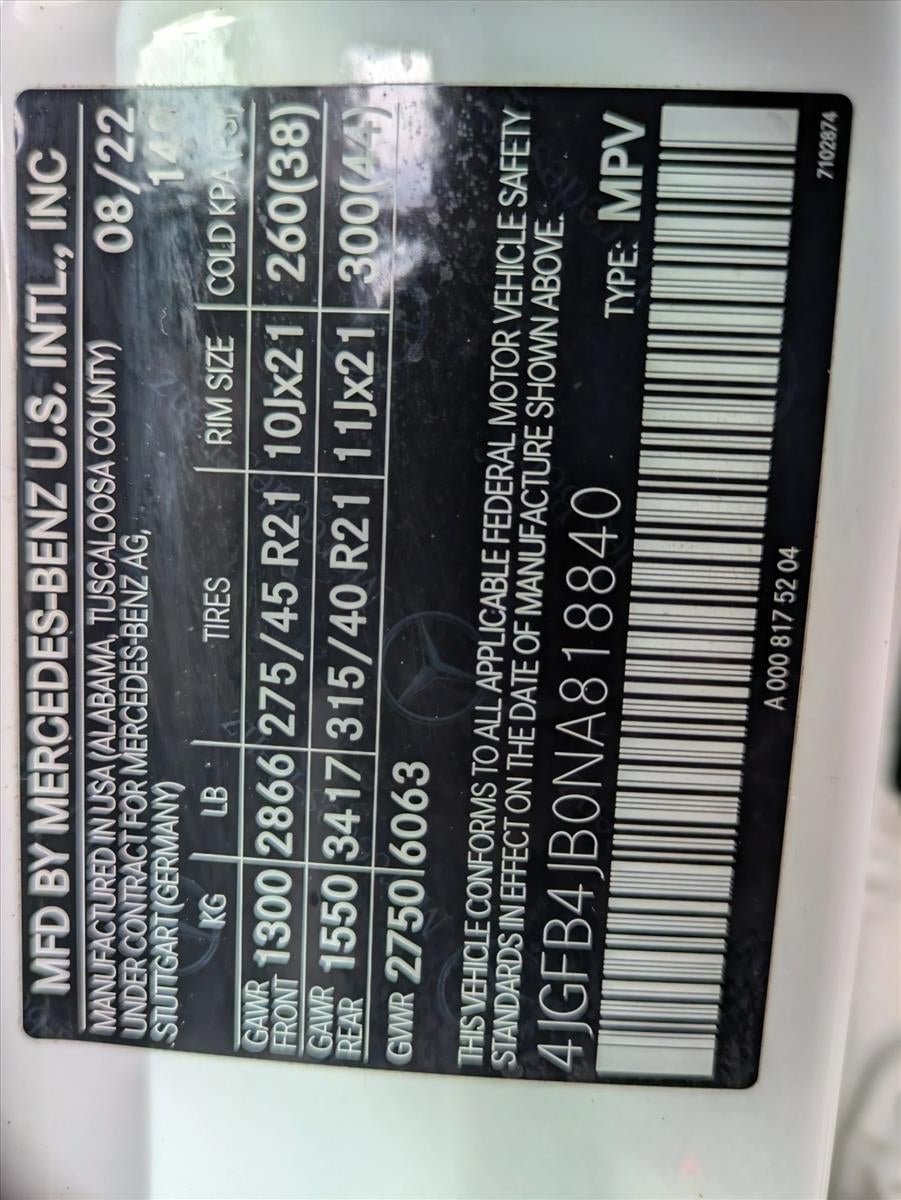 MFD BY MERCEDES-BENZ U.S. INTL., INC
MANUFACTURED IN USA (ALABAMA, TUSCALOOSA COUNTY) 08/22
UNDER CONTRACT FOR MERCEDES-BENZ AG,
STUTTGART (GERMANY)
KG LB TIRES RIM SIZE COLD KPA
GAWR FRONT 1300 2866 275/45 R21 10Jx21 260(38)
GAWR REAR 1550 3417 315/40 R21 11Jx21 300(44)
GVWR 2750 6063
THIS VEHICLE CONFORMS TO ALL APPLICABLE FEDERAL MOTOR VEHICLE SAFETY
STANDARDS IN EFFECT ON THE DATE OF MANUFACTURE SHOWN ABOVE.
4JGFB4JB0NA818840 TYPE: MPV
A 000 817 52 04
7102874